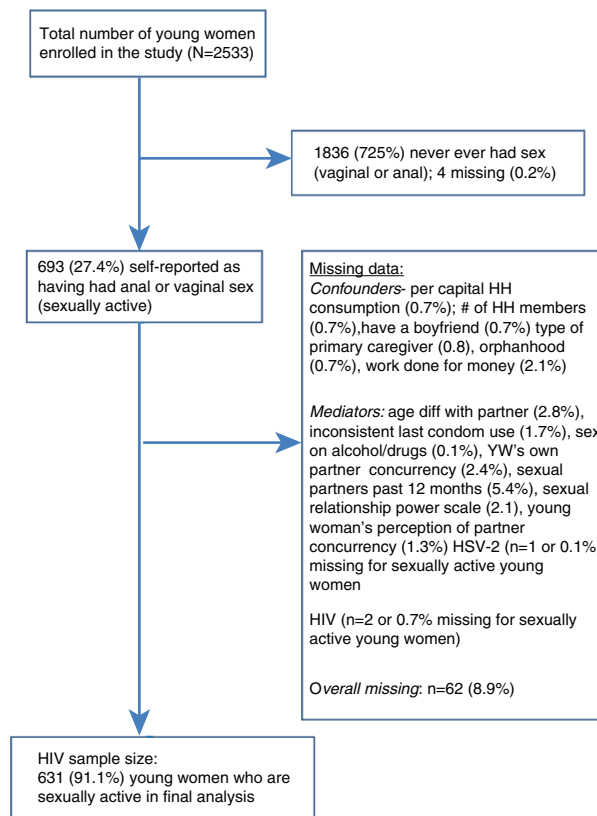 Total number of young women
enrolled in the study (N=2533)
1836 (725%) never ever had sex
(vaginal or anal); 4 missing (0.2%)
693 (27.4%) self-reported as
having had anal or vaginal sex
(sexually active)
Missing data:
Confounders- per capital HH
consumption (0.7%); # of HH members
(0.7%),have a boyfriend (0.7%) type of
primary caregiver (0.8), orphanhood
(0.7%), work done for money (2.1%)
Mediators: age diff with partner (2.8%),
inconsistent last condom use (1.7%), sex
on alcohol/drugs (0.1%), YW's own
partner concurrency (2.4%), sexual
partners past 12 months (5.4%), sexual
relationship power scale (2.1), young
woman's perception of partner
concurrency (1.3%) HSV-2 (n=1 or 0.1%
missing for sexually active young
women
HIV (n=2 or 0.7% missing for sexually
active young women)
Overall missing: n=62 (8.9%)
HIV sample size:
631 (91.1%) young women who are
sexually active in final analysis